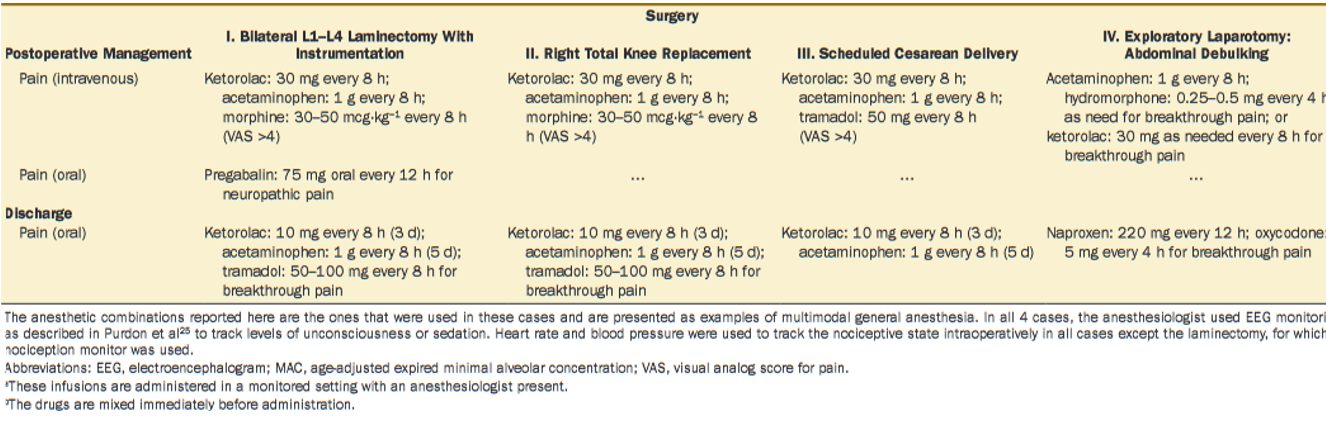 Surgery
Postoperative Management
I. Bilateral L1–L4 Laminectomy With Instrumentation
II. Right Total Knee Replacement
III. Scheduled Cesarean Delivery
IV. Exploratory Laparotomy: Abdominal Debulking
Pain (intravenous)
Ketorolac: 30 mg every 8 h;
acetaminophen: 1 g every 8 h;
morphine: 30–50 mcg·kg⁻¹ every 8 h
(VAS >4)
Ketorolac: 30 mg every 8 h;
acetaminophen: 1 g every 8 h;
morphine: 30–50 mcg·kg⁻¹ every 8
h (VAS >4)
Ketorolac: 30 mg every 8 h;
acetaminophen: 1 g every 8 h;
tramadol: 50 mg every 8 h
(VAS >4)
Acetaminophen: 1 g every 8 h;
hydromorphone: 0.25–0.5 mg every 4 h
as need for breakthrough pain; or
ketorolac: 30 mg as needed every 8 h for
breakthrough pain
Pain (oral)
Pregabalin: 75 mg oral every 12 h for
neuropathic pain
...
...
...
Discharge
Pain (oral)
Ketorolac: 10 mg every 8 h (3 d);
acetaminophen: 1 g every 8 h (5 d);
tramadol: 50–100 mg every 8 h for
breakthrough pain
Ketorolac: 10 mg every 8 h (3 d);
acetaminophen: 1 g every 8 h (5 d);
tramadol: 50–100 mg every 8 h for
breakthrough pain
Ketorolac: 10 mg every 8 h (3 d);
acetaminophen: 1 g every 8 h (5 d)
Naproxen: 220 mg every 12 h; oxycodone:
5 mg every 4 h for breakthrough pain
The anesthetic combinations reported here are the ones that were used in these cases and are presented as examples of multimodal general anesthesia. In all 4 cases, the anesthesiologist used EEG monitori
as described in Purdon et al²⁵ to track levels of unconsciousness or sedation. Heart rate and blood pressure were used to track the nociceptive state intraoperatively in all cases except the laminectomy, for which
nociception monitor was used.
Abbreviations: EEG, electroencephalogram; MAC, age-adjusted expired minimal alveolar concentration; VAS, visual analog score for pain.
These infusions are administered in a monitored setting with an anesthesiologist present.
The drugs are mixed immediately before administration.